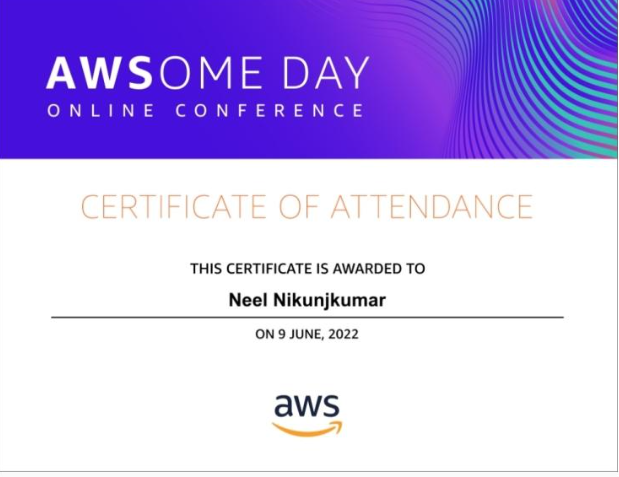 AWSOME DAY
ONLINE CONFERENCE
CERTIFICATE OF ATTENDANCE
THIS CERTIFICATE IS AWARDED TO
Neel Nikunjkumar
ON 9 JUNE, 2022
aws